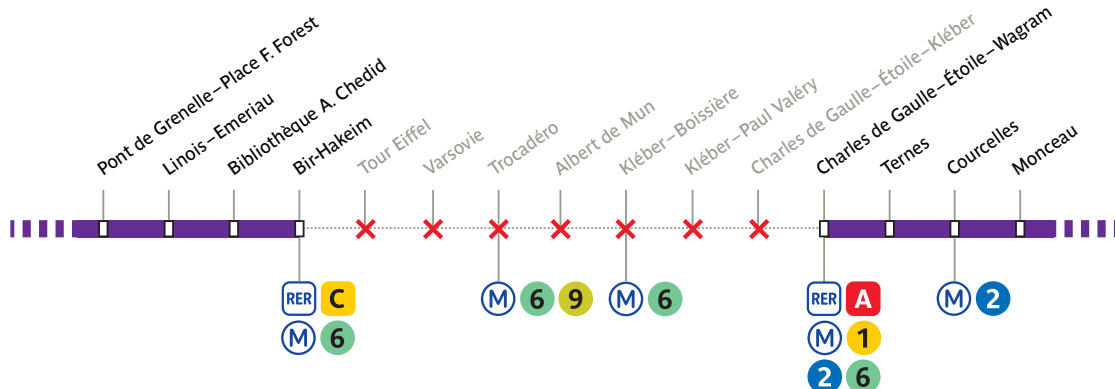 Pont de Grenelle–Place F. Forest
Linois–Emeriau
Bibliothèque A. Chedid
Bir-Hakeim
Tour Eiffel
Varsovie
Trocadéro
Albert de Mun
Kléber–Boissière
Kléber–Paul Valéry
Charles de Gaulle–Étoile–Kléber
Charles de Gaulle–Étoile–Wagram
Ternes
Courcelles
Monceau
RER C
M 6
M 6 9
M 6
RER A
M 1
2 6
M 2